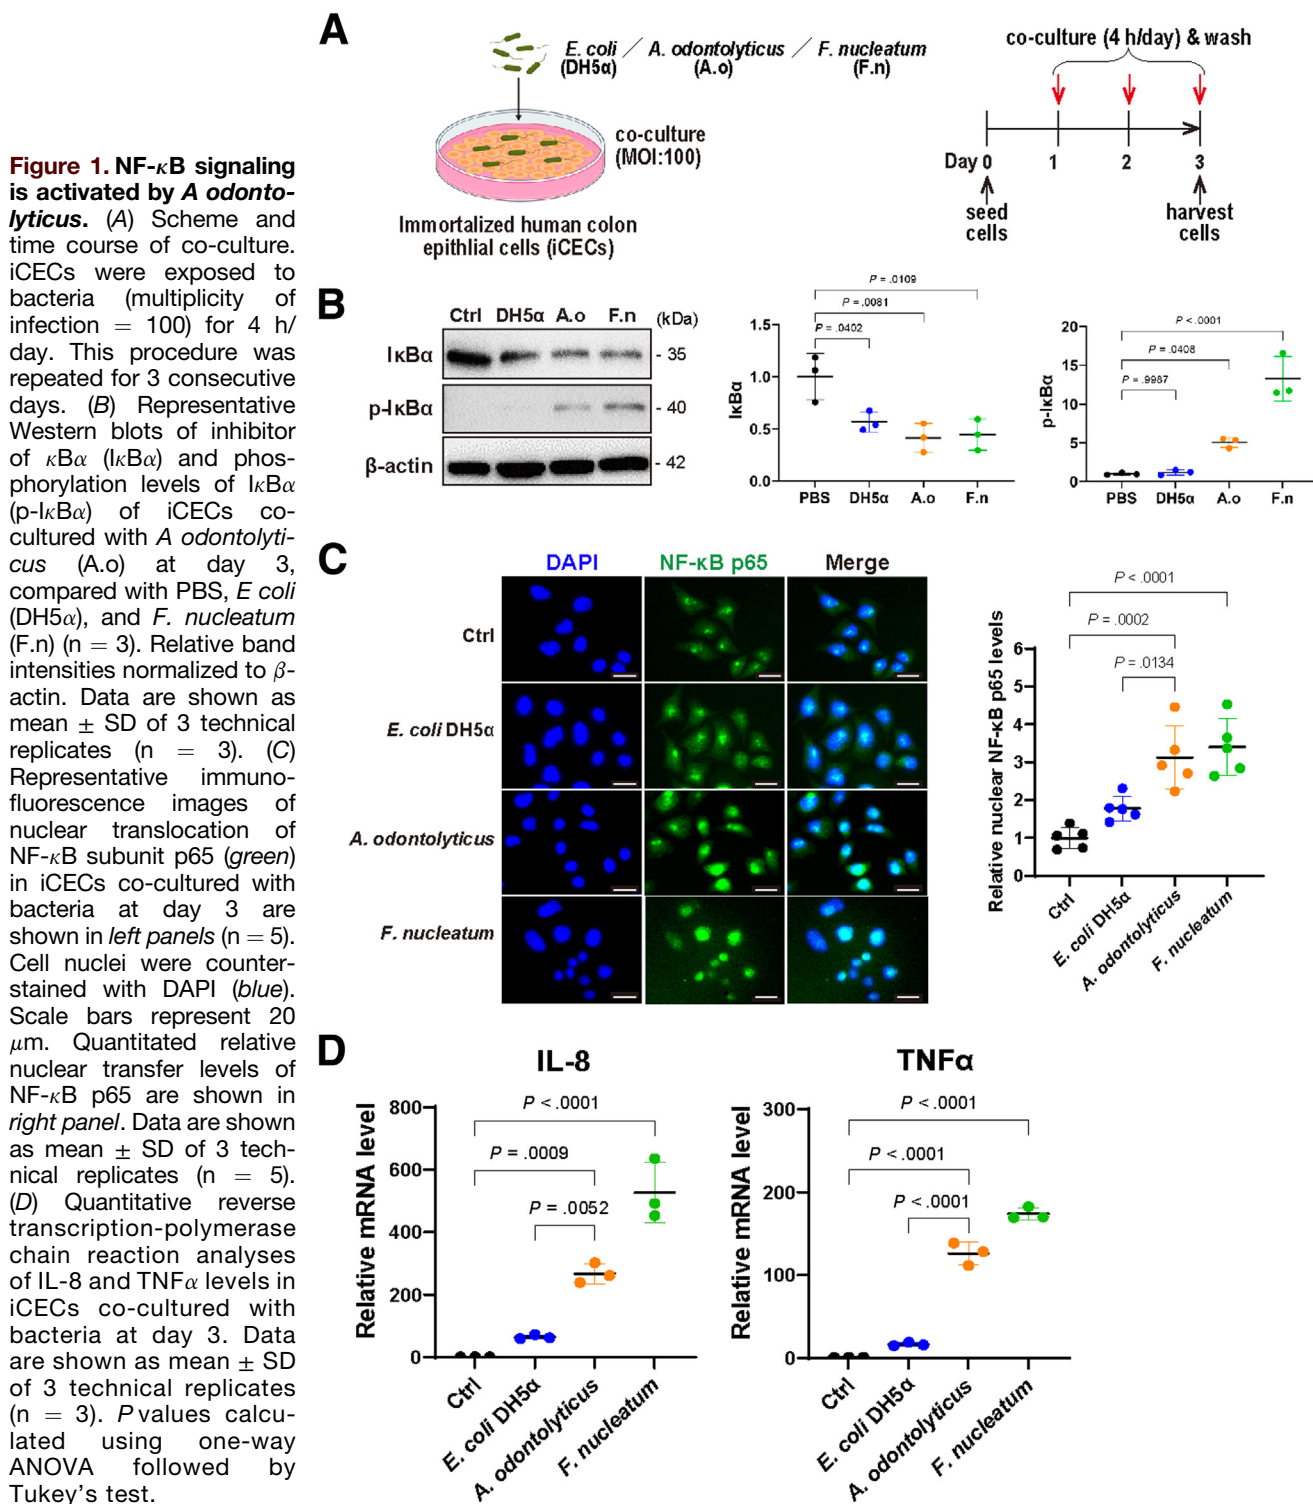 Figure 1. NF-κB signaling
is activated by A odonto-
lyticus. (A) Scheme and
time course of co-culture.
iCECs were exposed to
bacteria (multiplicity of
infection = 100) for 4 h/
day. This procedure was
repeated for 3 consecutive
days. (B) Representative
Western blots of inhibitor
of κBα (IκBα) and phos-
phorylation levels of IκBα
(p-IκBα) of iCECs co-
cultured with A odontolyti-
cus (A.o) at day 3,
compared with PBS, E coli
(DH5α), and F. nucleatum
(F.n) (n = 3). Relative band
intensities normalized to β-
actin. Data are shown as
mean ± SD of 3 technical
replicates (n = 3). (C)
Representative immuno-
fluorescence images of
nuclear translocation of
NF-κB subunit p65 (green)
in iCECs co-cultured with
bacteria at day 3 are
shown in left panels (n = 5).
Cell nuclei were counter-
stained with DAPI (blue).
Scale bars represent 20
μm. Quantitated relative
nuclear transfer levels of
NF-κB p65 are shown in
right panel. Data are shown
as mean ± SD of 3 tech-
nical replicates (n = 5).
(D) Quantitative reverse
transcription-polymerase
chain reaction analyses
of IL-8 and TNFα levels in
iCECs co-cultured with
bacteria at day 3. Data
are shown as mean ± SD
of 3 technical replicates
(n = 3). P values calcu-
lated using one-way
ANOVA followed by
Tukey's test.
A
E. coli / A. odontolyticus / F. nucleatum
(DH5α) (A.o) (F.n)
co-culture
(MOI:100)
Immortalized human colon
epithlial cells (iCECs)
co-culture (4 h/day) & wash
Day 0 1 2 3
seed
cells
harvest
cells
B
Ctrl DH5α A.o F.n (kDa)
IκBα - 35
p-IκBα - 40
β-actin - 42
P = .0109
P = .0081
P = .0402
IκBα
1.5
1.0
0.5
0.0
PBS DH5α A.o F.n
P < .0001
P = .0408
P = .9987
p-IκBα
20
15
10
5
0
PBS DH5α A.o F.n
C
DAPI NF-κB p65 Merge
Ctrl
E. coli DH5α
A. odontolyticus
F. nucleatum
P < .0001
P = .0002
P = .0134
Relative nuclear NF-κB p65 levels
6
5
4
3
2
1
0
Ctrl
E. coli DH5α
A. odontolyticus
F. nucleatum
D
IL-8
P < .0001
P = .0009
P = .0052
Relative mRNA level
800
600
400
200
0
Ctrl
E. coli DH5α
A. odontolyticus
F. nucleatum
TNFα
P < .0001
P < .0001
P < .0001
Relative mRNA level
300
200
100
0
Ctrl
E. coli DH5α
A. odontolyticus
F. nucleatum